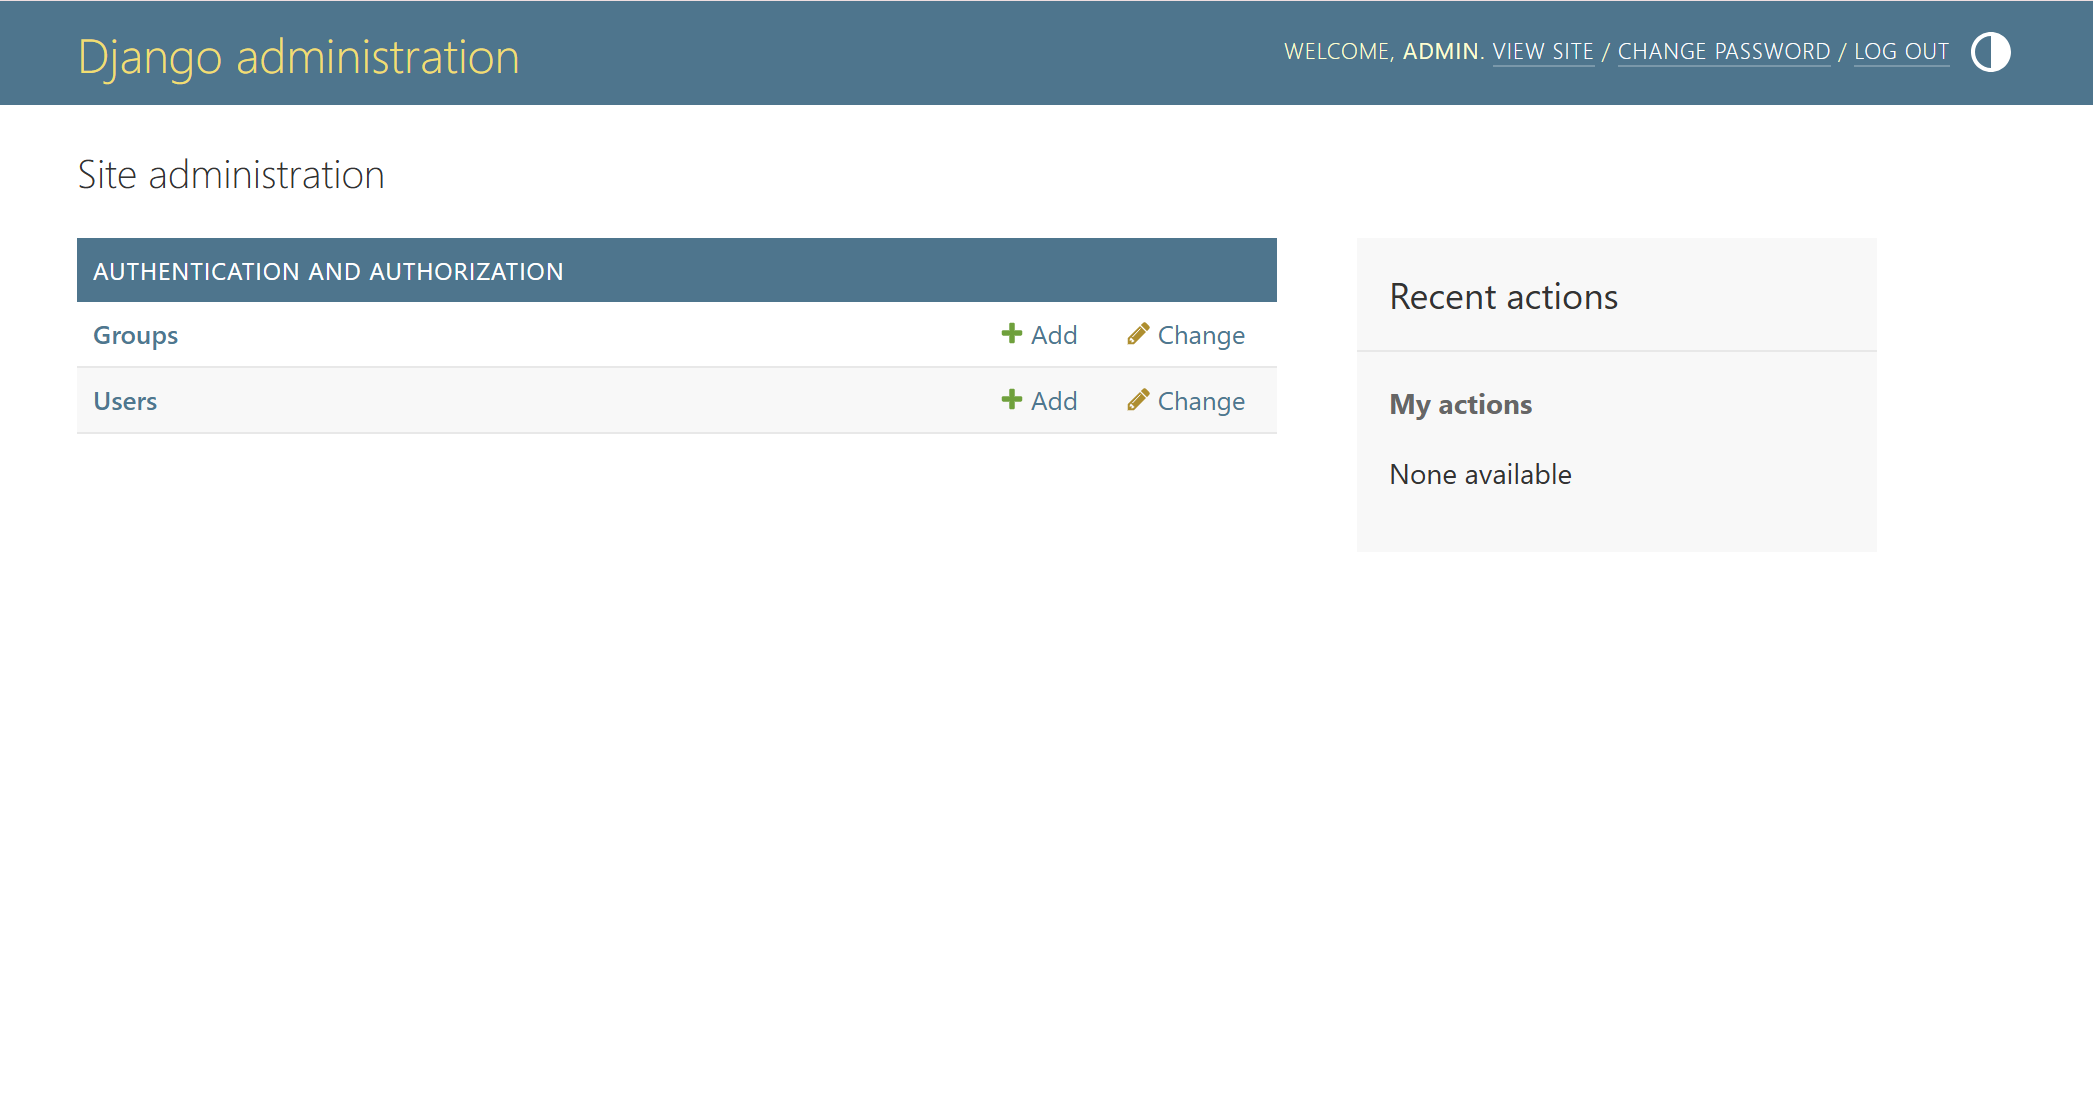 Django administration
WELCOME, ADMIN. VIEW SITE / CHANGE PASSWORD / LOG OUT
Site administration
AUTHENTICATION AND AUTHORIZATION
Groups Add Change
Users Add Change
Recent actions
My actions
None available